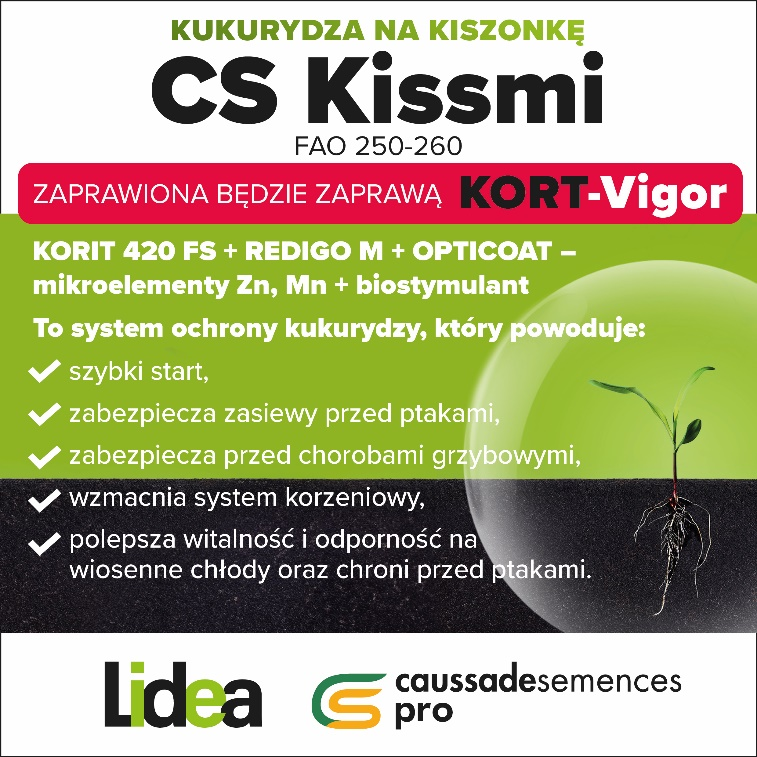 KUKURYDZA NA KISZONKĘ
CS Kissmi
FAO 250-260
ZAPRAWIONA BĘDZIE ZAPRAWĄ KORT-Vigor
KORIT 420 FS + REDIGO M + OPTICOAT –
mikroelementy Zn, Mn + biostymulant
To system ochrony kukurydzy, który powoduje:
szybki start,
zabezpiecza zasiewy przed ptakami,
zabezpiecza przed chorobami grzybowymi,
wzmacnia system korzeniowy,
polepsza witalność i odporność na
wiosenne chłody oraz chroni przed ptakami.
Lidea
caussadesemences
pro